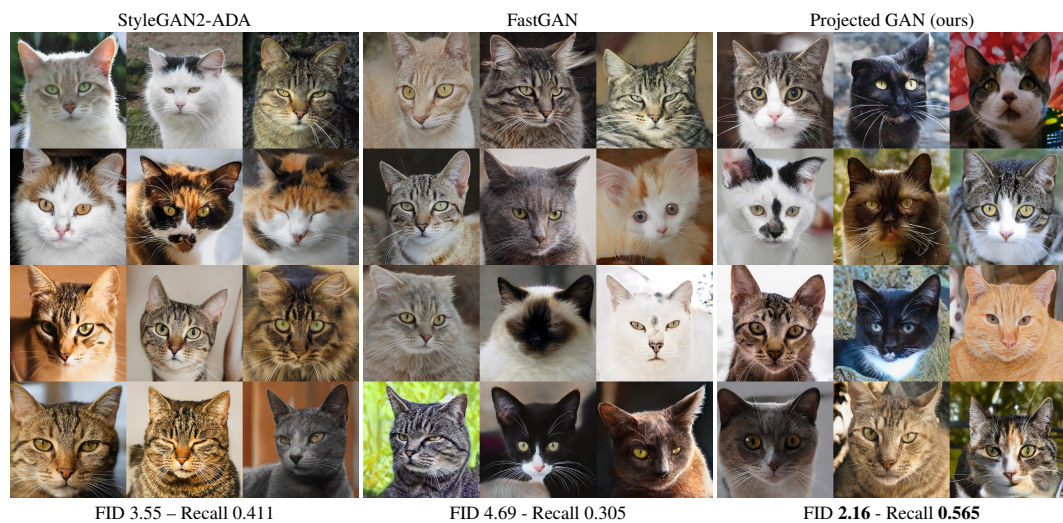 StyleGAN2-ADA
FastGAN
Projected GAN (ours)
FID 3.55 – Recall 0.411
FID 4.69 - Recall 0.305
FID 2.16 - Recall 0.565